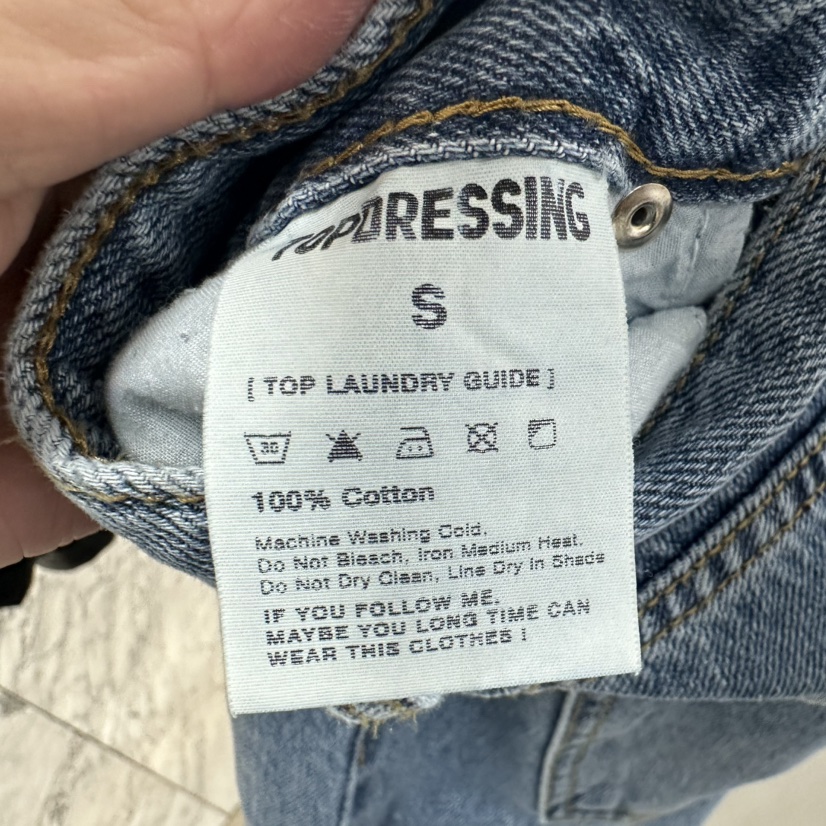 TOPDRESSING
S
[ TOP LAUNDRY GUIDE ]
30
100% Cotton
Machine Washing Cold,
Do Not Bleach, Iron Medium Heat,
Do Not Dry Clean, Line Dry in Shade
IF YOU FOLLOW ME,
MAYBE YOU LONG TIME CAN
WEAR THIS CLOTHES !